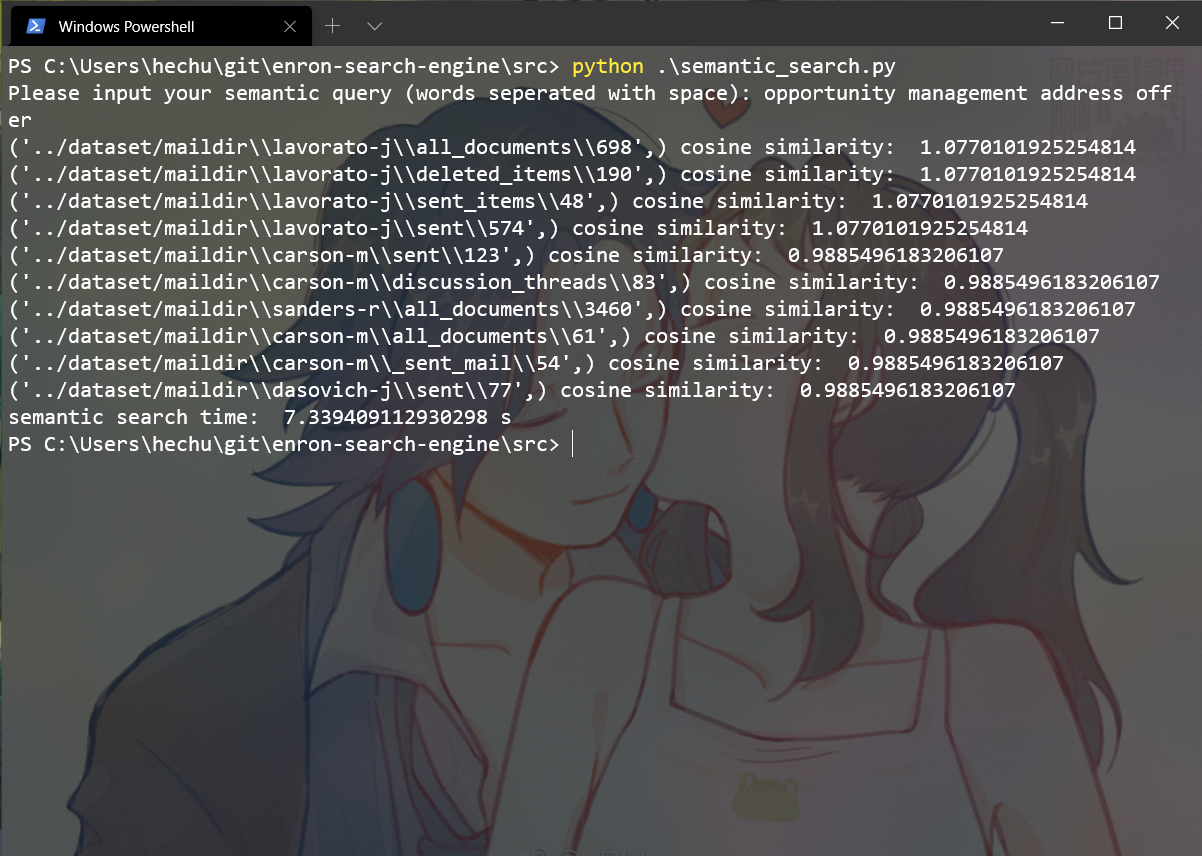 Windows Powershell
PS C:\Users\hechu\git\enron-search-engine\src> python .\semantic_search.py
Please input your semantic query (words seperated with space): opportunity management address off
er
('../dataset/maildir\\lavorato-j\\all_documents\\698',) cosine similarity:  1.0770101925254814
('../dataset/maildir\\lavorato-j\\deleted_items\\190',) cosine similarity:  1.0770101925254814
('../dataset/maildir\\lavorato-j\\sent_items\\48',) cosine similarity:  1.0770101925254814
('../dataset/maildir\\lavorato-j\\sent\\574',) cosine similarity:  1.0770101925254814
('../dataset/maildir\\carson-m\\sent\\123',) cosine similarity:  0.9885496183206107
('../dataset/maildir\\carson-m\\discussion_threads\\83',) cosine similarity:  0.9885496183206107
('../dataset/maildir\\sanders-r\\all_documents\\3460',) cosine similarity:  0.9885496183206107
('../dataset/maildir\\carson-m\\all_documents\\61',) cosine similarity:  0.9885496183206107
('../dataset/maildir\\carson-m\\_sent_mail\\54',) cosine similarity:  0.9885496183206107
('../dataset/maildir\\dasovich-j\\sent\\77',) cosine similarity:  0.9885496183206107
semantic search time:  7.339409112930298 s
PS C:\Users\hechu\git\enron-search-engine\src>